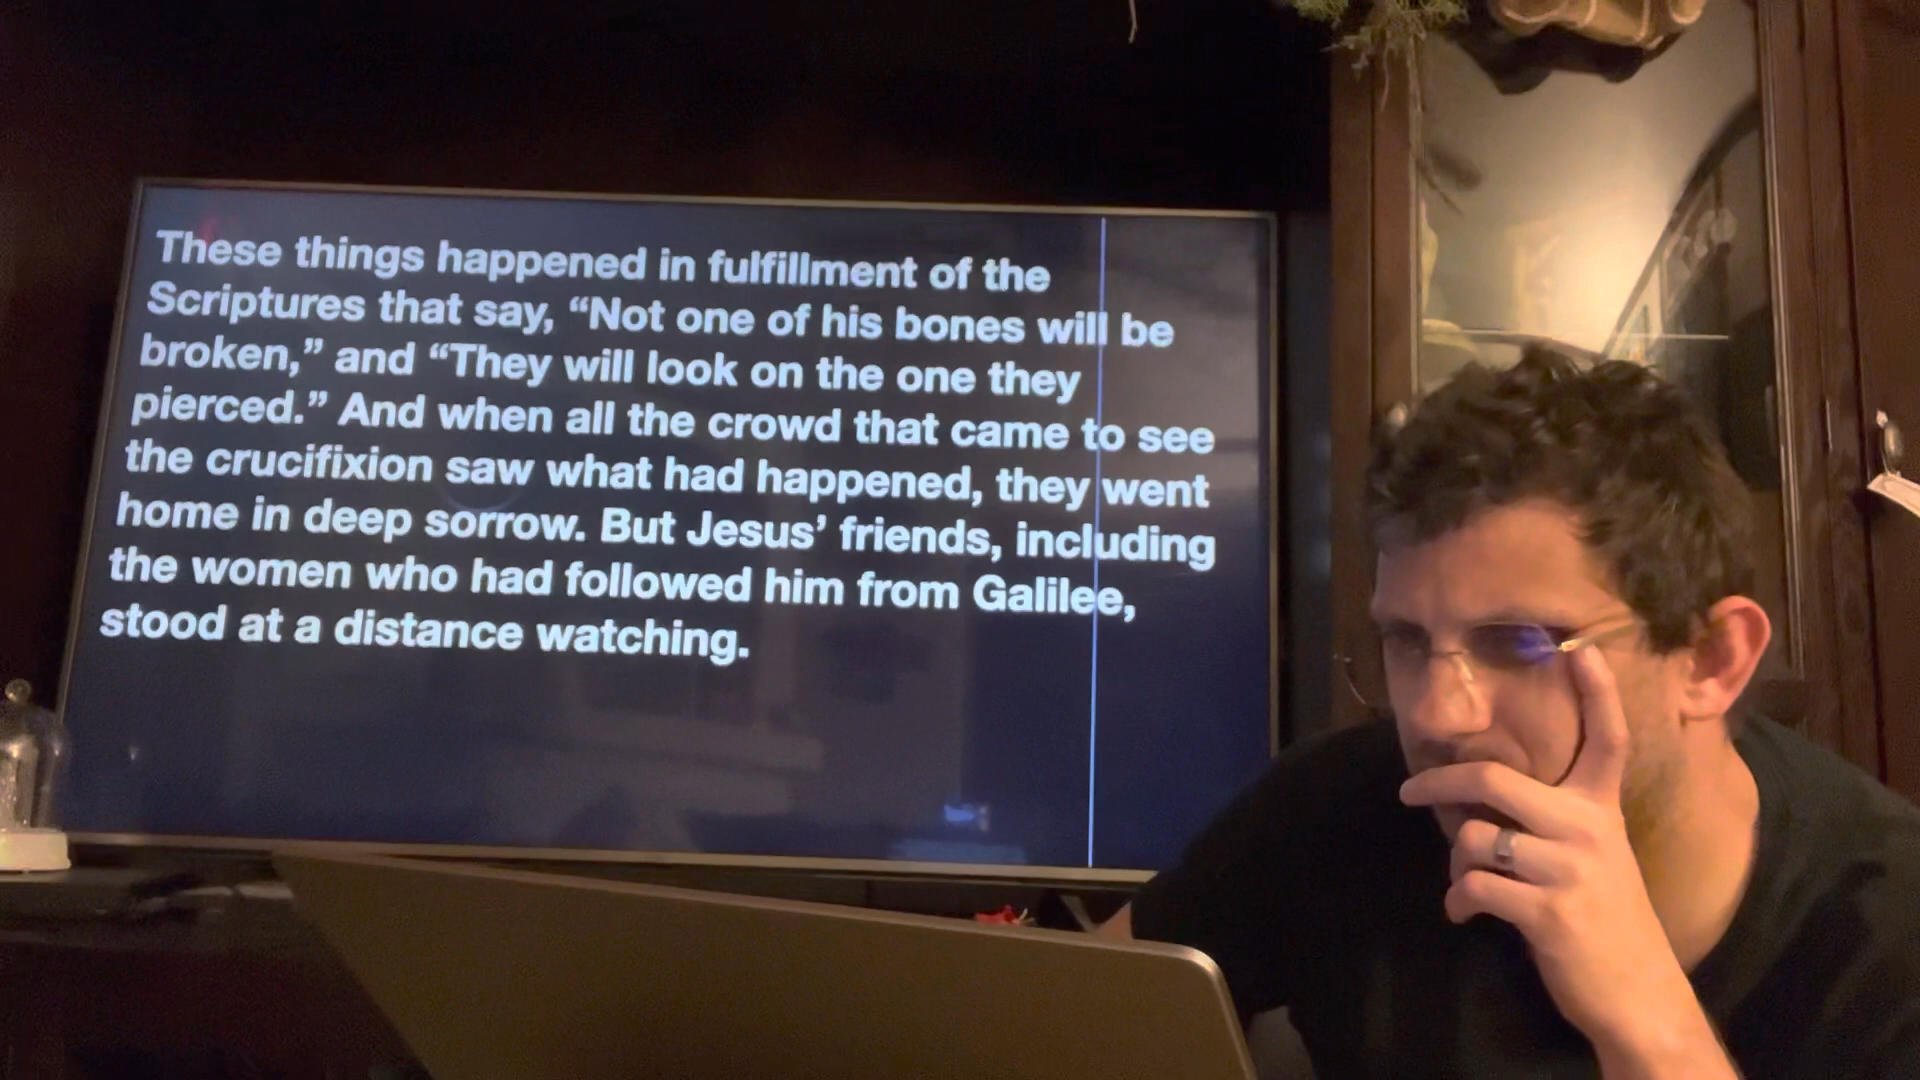 These things happened in fulfillment of the
Scriptures that say, “Not one of his bones will be
broken,” and “They will look on the one they
pierced.” And when all the crowd that came to see
the crucifixion saw what had happened, they went
home in deep sorrow. But Jesus’ friends, including
the women who had followed him from Galilee,
stood at a distance watching.